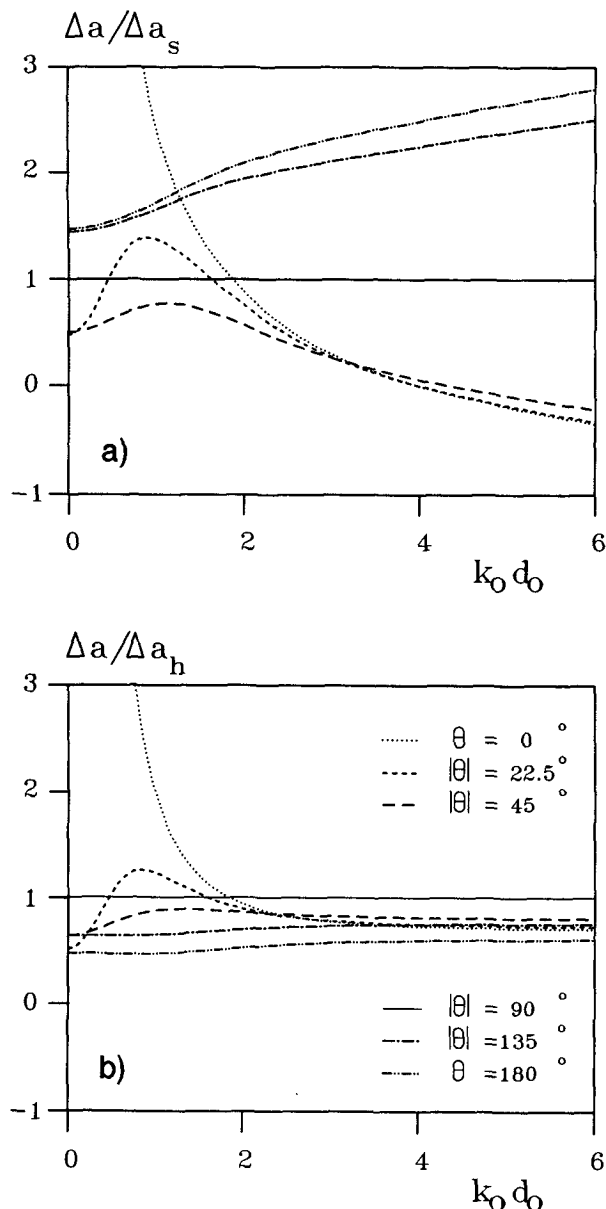 Δa/Δa_s
3
2
1
0
-1
a)
0 2 4 6
k_o d_o
Δa/Δa_h
3
2
1
0
-1
θ = 0 °
|θ| = 22.5°
|θ| = 45 °
|θ| = 90 °
|θ| =135 °
θ =180 °
b)
0 2 4 6
k_o d_o